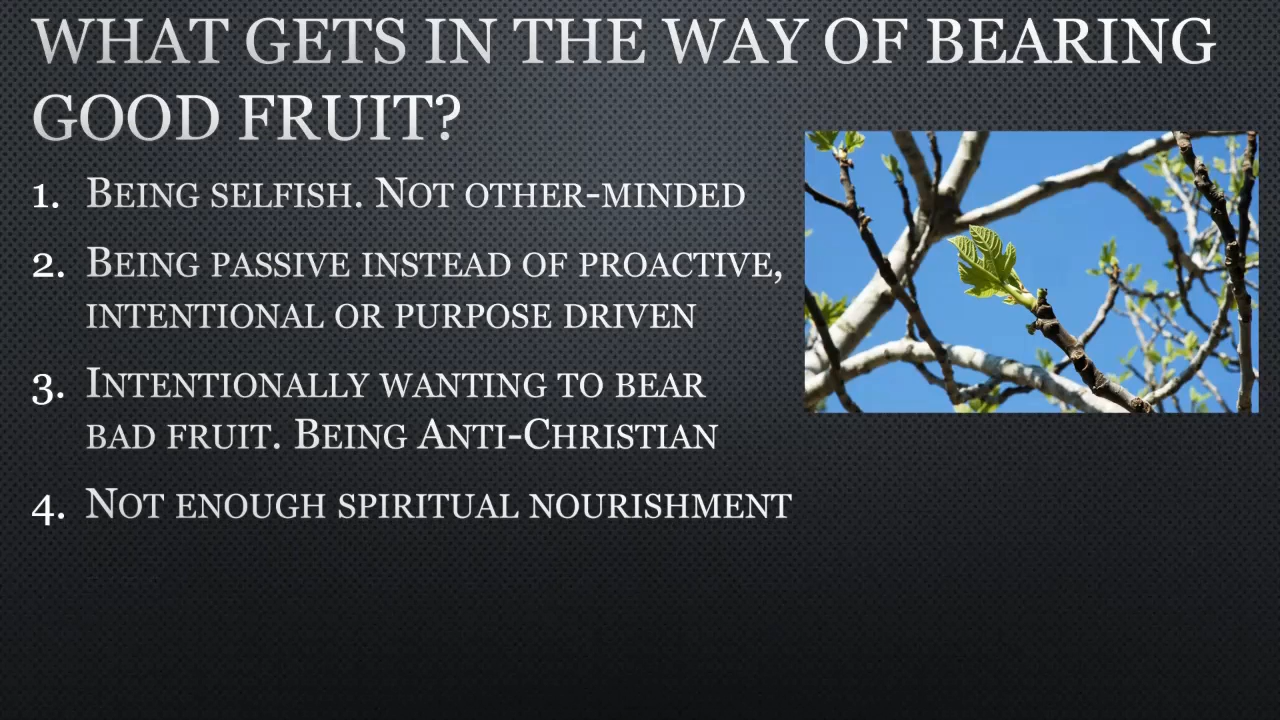 WHAT GETS IN THE WAY OF BEARING
GOOD FRUIT?
1. BEING SELFISH. NOT OTHER-MINDED
2. BEING PASSIVE INSTEAD OF PROACTIVE,
INTENTIONAL OR PURPOSE DRIVEN
3. INTENTIONALLY WANTING TO BEAR
BAD FRUIT. BEING ANTI-CHRISTIAN
4. NOT ENOUGH SPIRITUAL NOURISHMENT